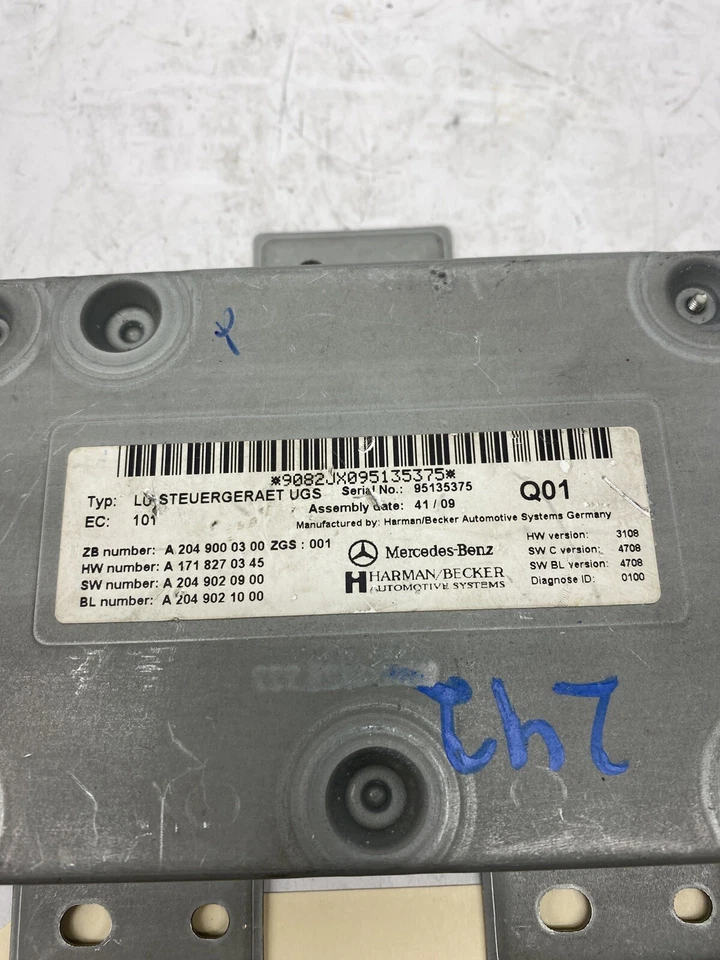 *9082JX095135375*
Typ: LU STEUERGERAET UGS Serial No.: 95135375 Q01
EC: 101 Assembly date: 41 / 09
Manufactured by: Harman/Becker Automotive Systems Germany
ZB number: A 204 900 03 00 ZGS : 001
HW number: A 171 827 03 45
SW number: A 204 902 09 00
BL number: A 204 902 10 00
Mercedes-Benz
HARMAN/BECKER
AUTOMOTIVE SYSTEMS
HW version: 3108
SW C version: 4708
SW BL version: 4708
Diagnose ID: 0100
242